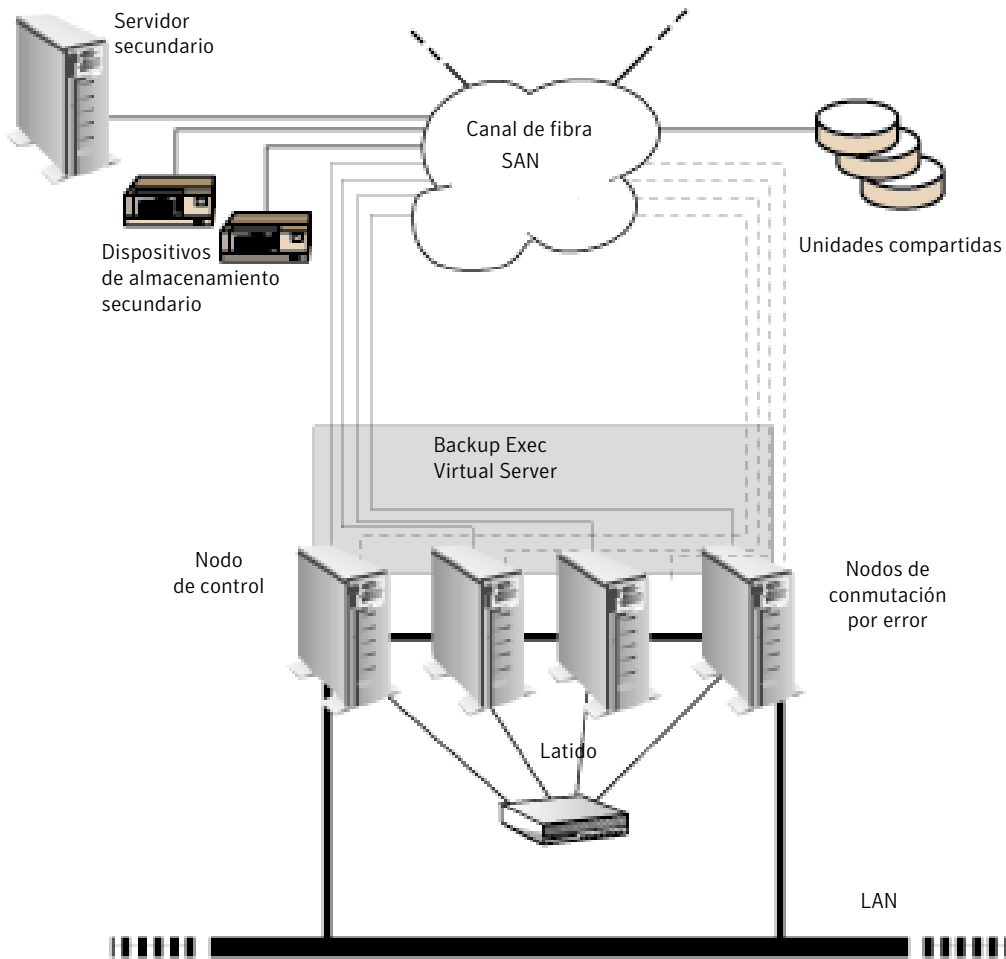 Servidor
secundario
Canal de fibra
SAN
Dispositivos
de almacenamiento
secundario
Unidades compartidas
Backup Exec
Virtual Server
Nodo
de control
Nodos de
conmutación
por error
Latido
LAN